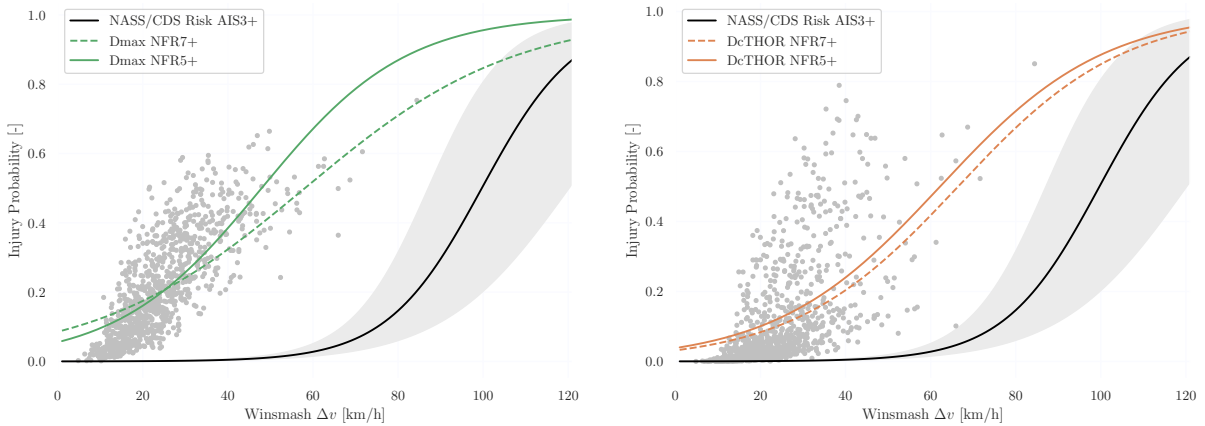 NASS/CDS Risk AIS3+
Dmax NFR7+
Dmax NFR5+
1.0
0.8
0.6
0.4
0.2
0.0
Injury Probability [-]
0 20 40 60 80 100 120
Winsmash Δv [km/h]
NASS/CDS Risk AIS3+
DcTHOR NFR7+
DcTHOR NFR5+
1.0
0.8
0.6
0.4
0.2
0.0
Injury Probability [-]
0 20 40 60 80 100 120
Winsmash Δv [km/h]